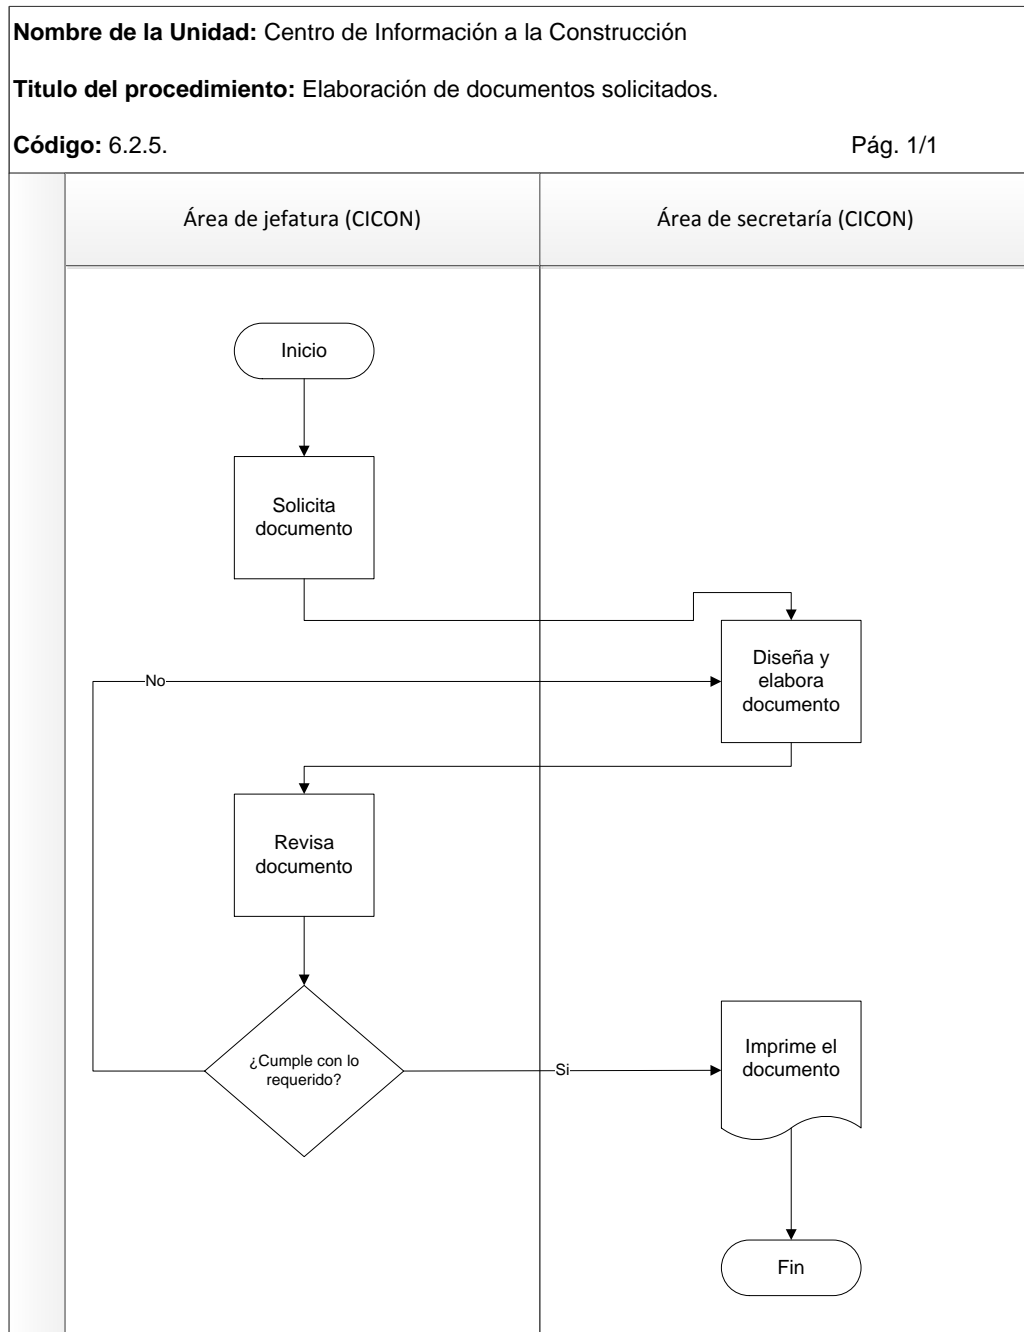 Nombre de la Unidad: Centro de Información a la Construcción
Titulo del procedimiento: Elaboración de documentos solicitados.
Código: 6.2.5. Pág. 1/1
Área de jefatura (CICON)
Área de secretaría (CICON)
Inicio
Solicita
documento
Diseña y
elabora
documento
No
Revisa
documento
¿Cumple con lo
requerido?
Si
Imprime el
documento
Fin